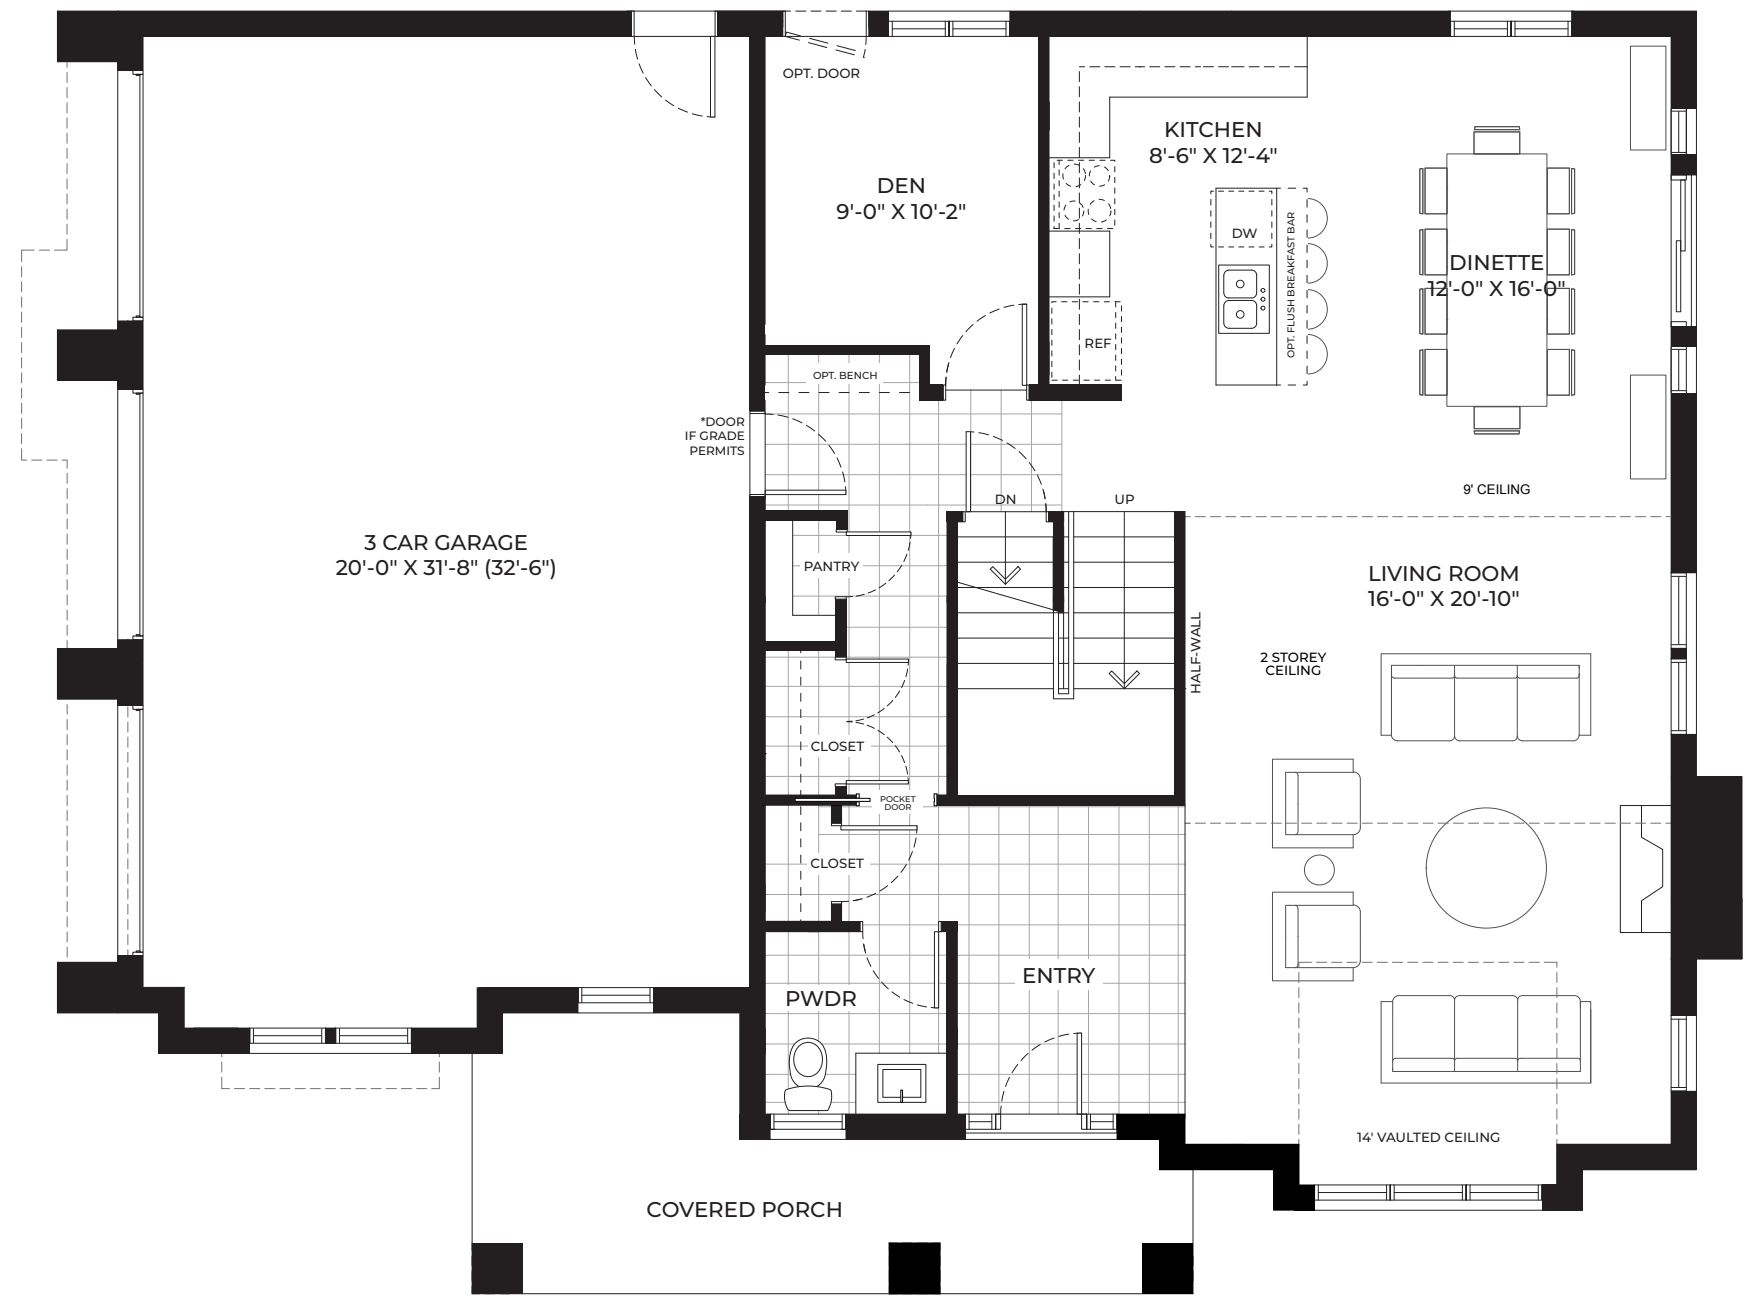 OPT. DOOR
KITCHEN
8'-6" X 12'-4"
DEN
9'-0" X 10'-2"
DW
OPT. FLUSH BREAKFAST BAR
DINETTE
12'-0" X 16'-0"
REF
OPT. BENCH
*DOOR
IF GRADE
PERMITS
DN
UP
9' CEILING
3 CAR GARAGE
20'-0" X 31'-8" (32'-6")
PANTRY
LIVING ROOM
16'-0" X 20'-10"
HALF-WALL
2 STOREY
CEILING
CLOSET
POCKET
DOOR
CLOSET
ENTRY
PWDR
14' VAULTED CEILING
COVERED PORCH